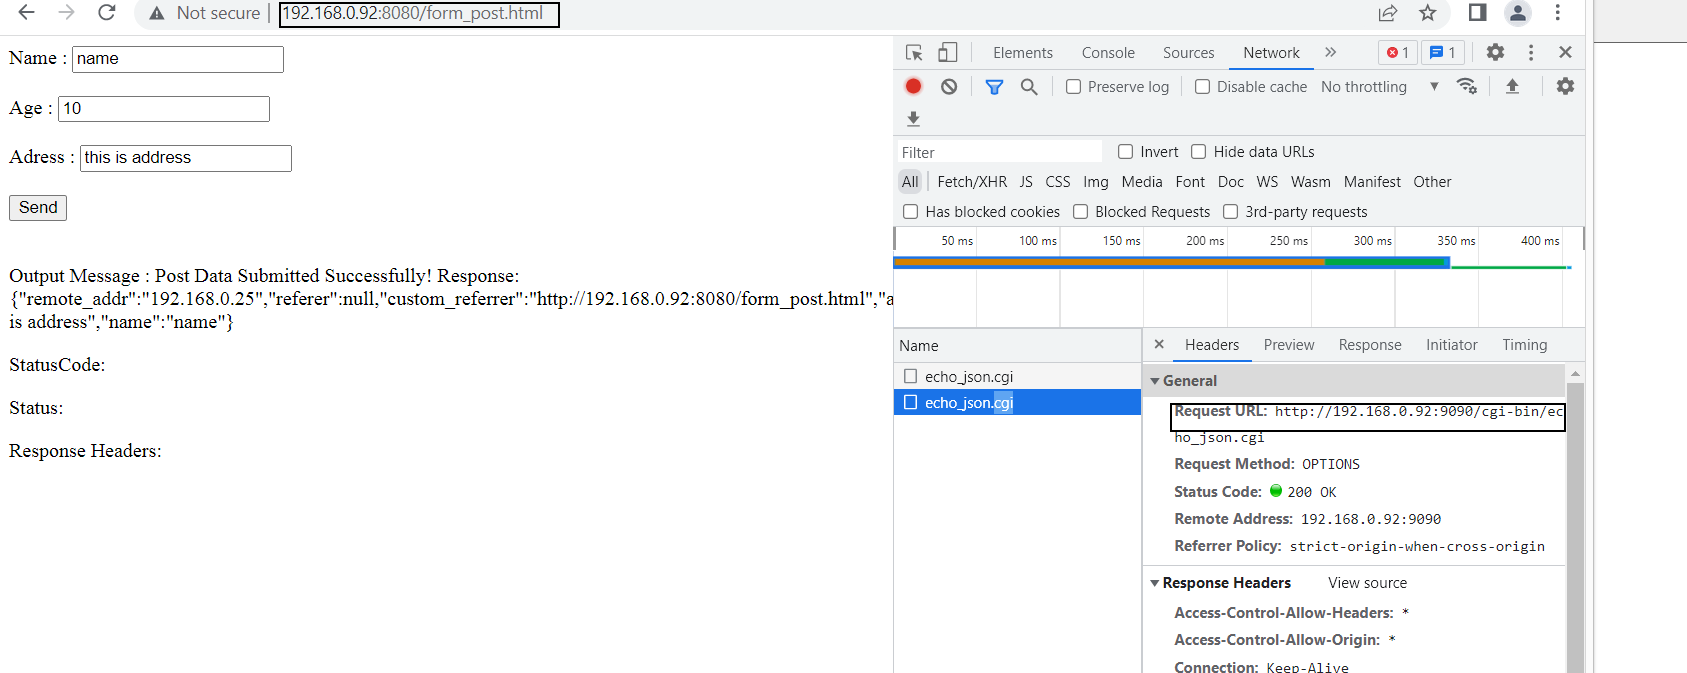 Not secure | 192.168.0.92:8080/form_post.html
Name : name
Age : 10
Adress : this is address
Send
Output Message : Post Data Submitted Successfully! Response:
{"remote_addr":"192.168.0.25","referer":null,"custom_referrer":"http://192.168.0.92:8080/form_post.html","a
is address","name":"name"}
StatusCode:
Status:
Response Headers:
Elements Console Sources Network » 1 1
Preserve log Disable cache No throttling
Filter Invert Hide data URLs
All Fetch/XHR JS CSS Img Media Font Doc WS Wasm Manifest Other
Has blocked cookies Blocked Requests 3rd-party requests
50 ms 100 ms 150 ms 200 ms 250 ms 300 ms 350 ms 400 ms
Name
echo_json.cgi
echo_json.cgi
Headers Preview Response Initiator Timing
General
Request URL: http://192.168.0.92:9090/cgi-bin/ec
ho_json.cgi
Request Method: OPTIONS
Status Code: 200 OK
Remote Address: 192.168.0.92:9090
Referrer Policy: strict-origin-when-cross-origin
Response Headers View source
Access-Control-Allow-Headers: *
Access-Control-Allow-Origin: *
Connection: Keep-Alive